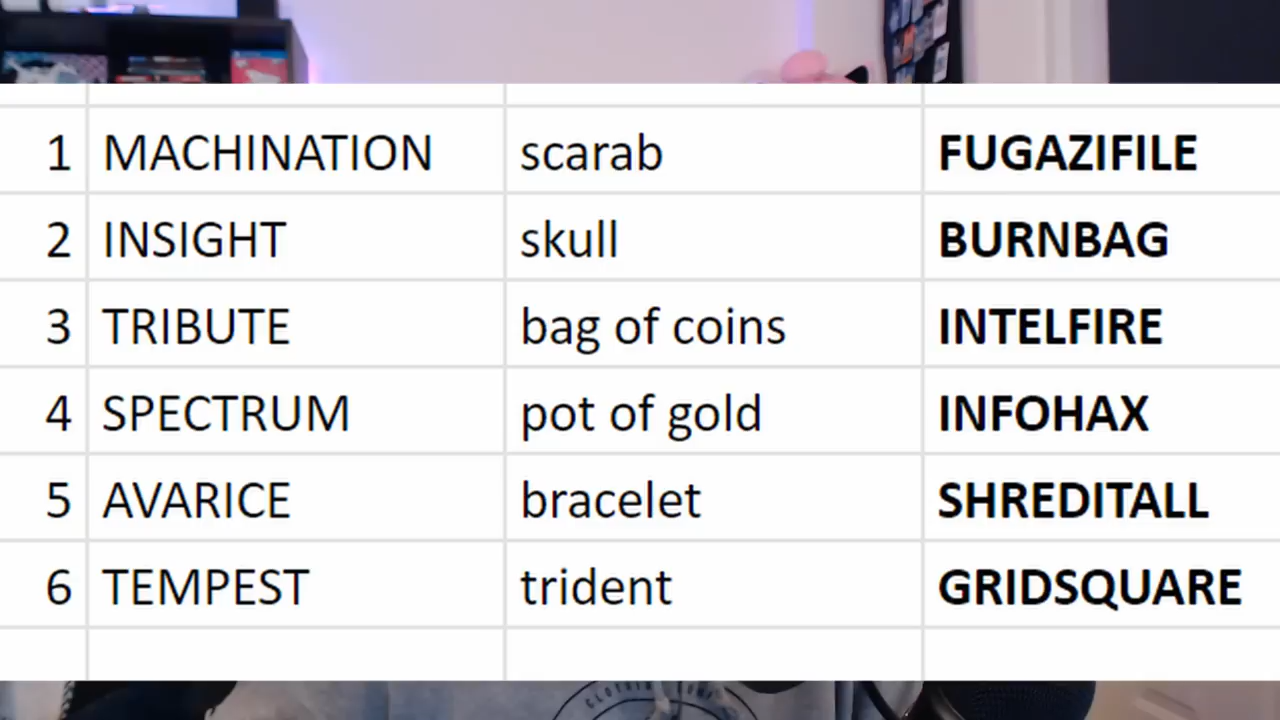 1 MACHINATION scarab FUGAZIFILE
2 INSIGHT skull BURNBAG
3 TRIBUTE bag of coins INTELFIRE
4 SPECTRUM pot of gold INFOHAX
5 AVARICE bracelet SHREDITALL
6 TEMPEST trident GRIDSQUARE